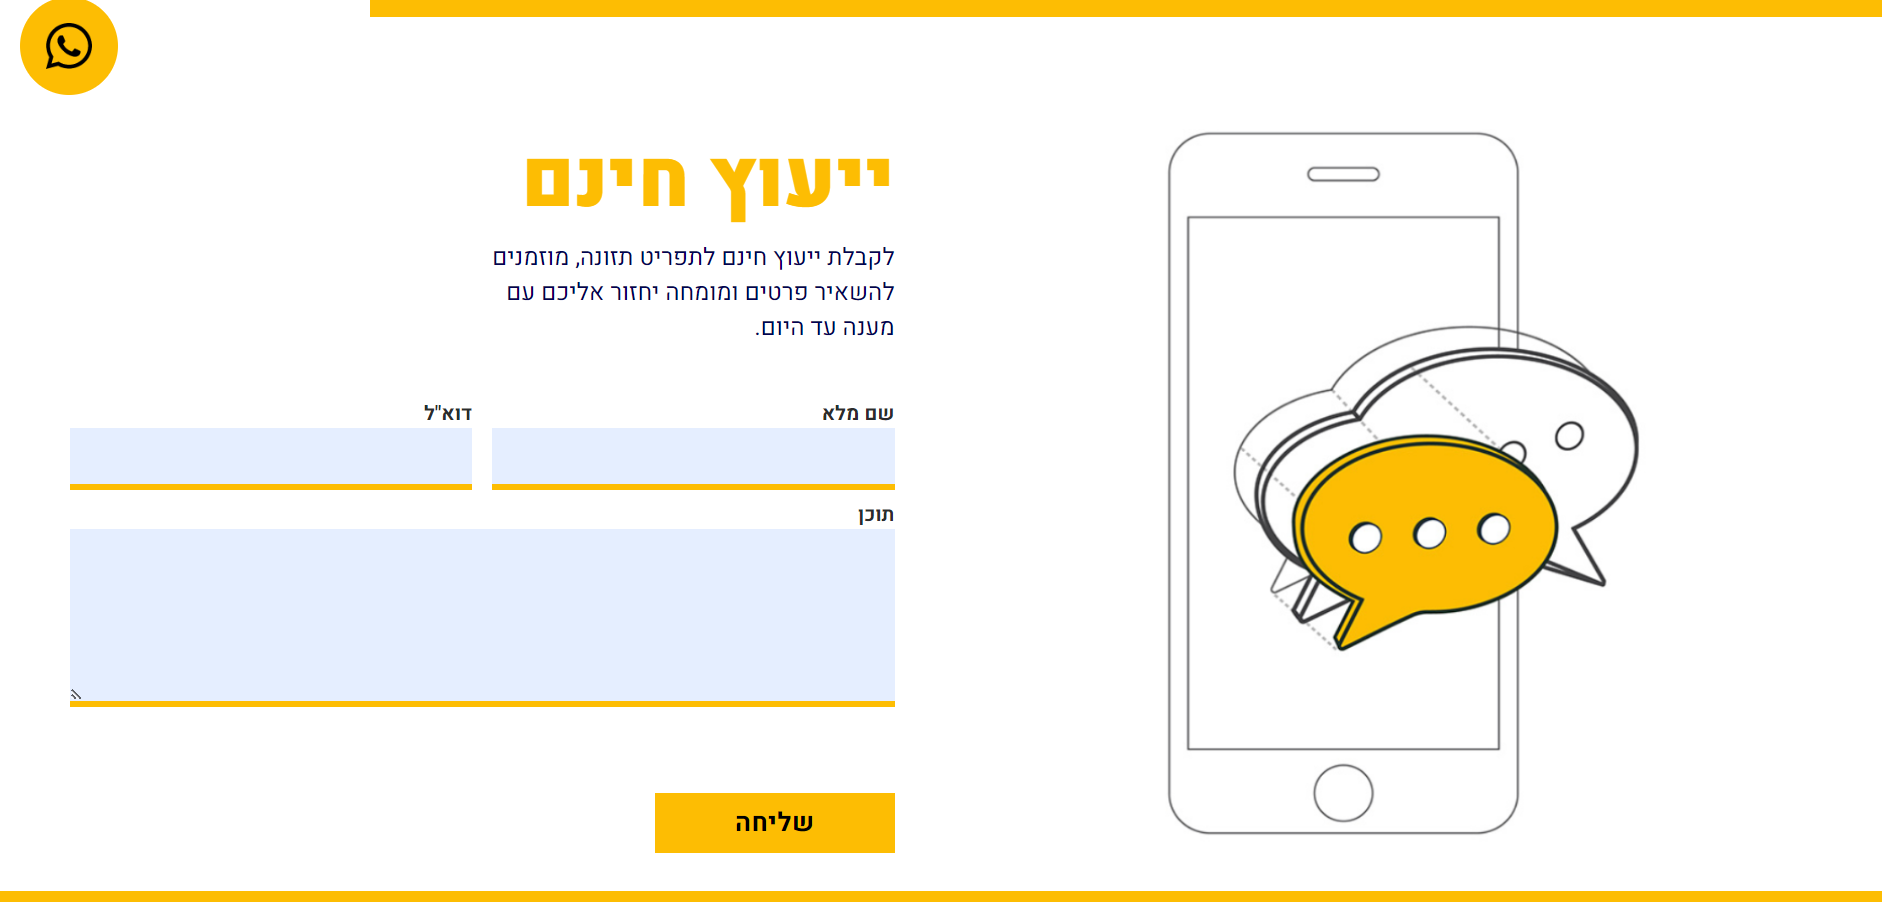 ייעוץ חינם
לקבלת ייעוץ חינם לתפריט תזונה, מוזמנים
להשאיר פרטים ומומחה יחזור אליכם עם
מענה עד היום.
שם מלא
דוא"ל
תוכן
שליחה